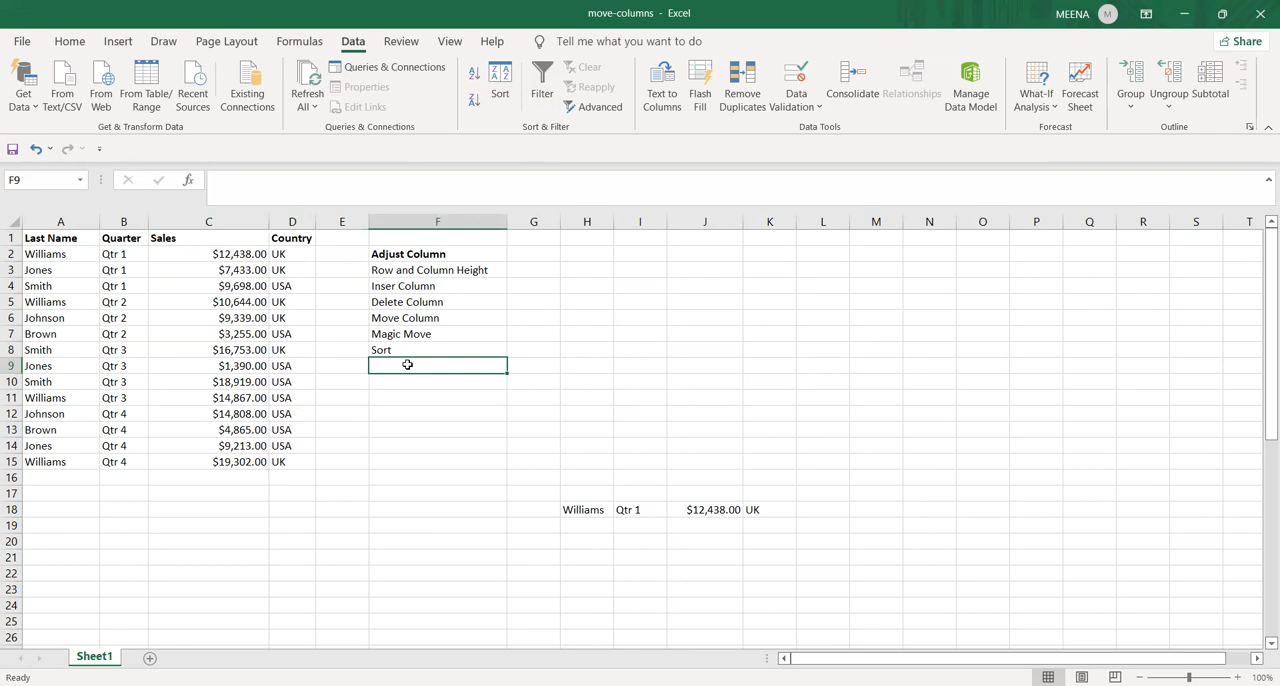 move-columns - Excel
MEENA M
File Home Insert Draw Page Layout Formulas Data Review View Help Tell me what you want to do Share
Get Data From Text/CSV From Web From Table/ Range Recent Sources Existing Connections
Get & Transform Data
Refresh All Queries & Connections Properties Edit Links
Queries & Connections
Sort Filter Clear Reapply Advanced
Sort & Filter
Text to Columns Flash Fill Remove Duplicates Data Validation Consolidate Relationships Manage Data Model
Data Tools
What-If Analysis Forecast Sheet
Forecast
Group Ungroup Subtotal
Outline
F9 fx
A B C D E F G H I J K L M N O P Q R S T
1 Last Name Quarter Sales Country
2 Williams Qtr 1 $12,438.00 UK Adjust Column
3 Jones Qtr 1 $7,433.00 UK Row and Column Height
4 Smith Qtr 1 $9,698.00 USA Inser Column
5 Williams Qtr 2 $10,644.00 UK Delete Column
6 Johnson Qtr 2 $9,339.00 UK Move Column
7 Brown Qtr 2 $3,255.00 USA Magic Move
8 Smith Qtr 3 $16,753.00 UK Sort
9 Jones Qtr 3 $1,390.00 USA
10 Smith Qtr 3 $18,919.00 USA
11 Williams Qtr 3 $14,867.00 USA
12 Johnson Qtr 4 $14,808.00 USA
13 Brown Qtr 4 $4,865.00 USA
14 Jones Qtr 4 $9,213.00 USA
15 Williams Qtr 4 $19,302.00 UK
16
17
18 Williams Qtr 1 $12,438.00 UK
19
20
21
22
23
24
25
26
Sheet1
Ready 100%